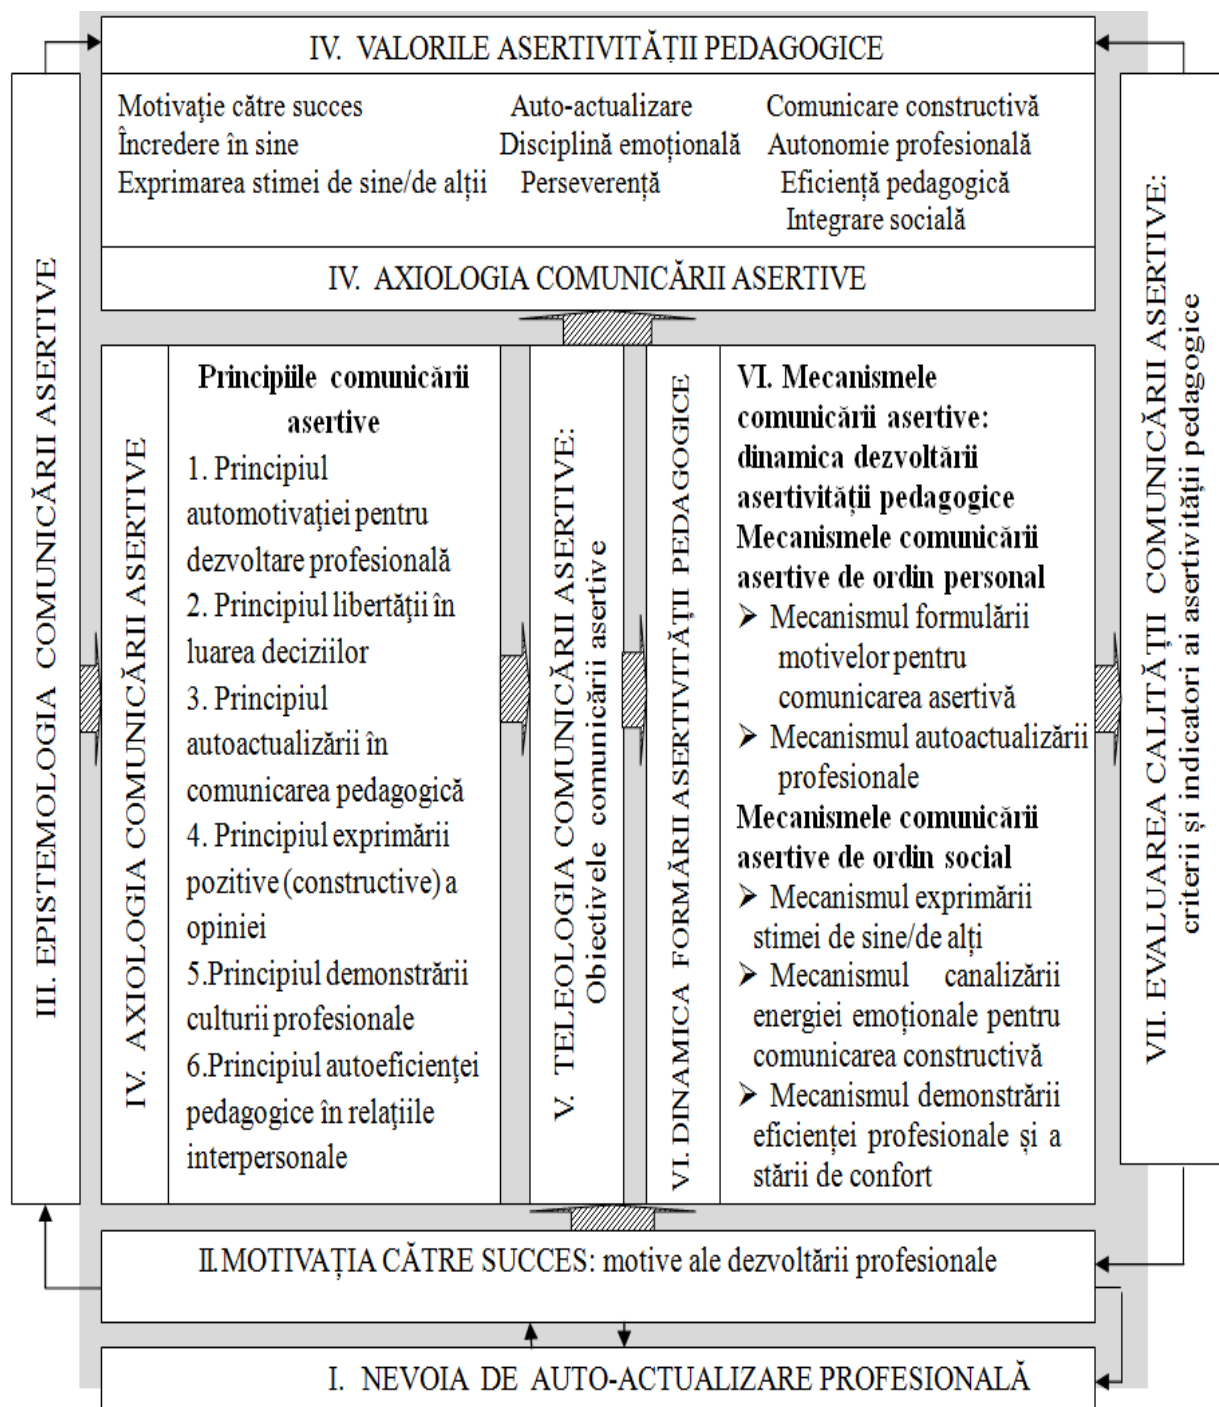 IV. VALORILE ASERTIVITĂȚII PEDAGOGICE
Motivație către succes
Încredere în sine
Exprimarea stimei de sine/de alții
Auto-actualizare
Disciplină emoțională
Perseverență
Comunicare constructivă
Autonomie profesională
Eficiență pedagogică
Integrare socială
IV. AXIOLOGIA COMUNICĂRII ASERTIVE
III. EPISTEMOLOGIA COMUNICĂRII ASERTIVE
IV. AXIOLOGIA COMUNICĂRII ASERTIVE
Principiile comunicării
asertive
1. Principiul
automotivației pentru
dezvoltare profesională
2. Principiul libertății în
luarea deciziilor
3. Principiul
autoactualizării în
comunicarea pedagogică
4. Principiul exprimării
pozitive (constructive) a
opiniei
5.Principiul demonstrării
culturii profesionale
6.Principiul autoeficienței
pedagogice în relațiile
interpersonale
V. TELEOLOGIA COMUNICĂRII ASERTIVE:
Obiectivele comunicării asertive
VI. DINAMICA FORMĂRII ASERTIVITĂȚII PEDAGOGICE
VI. Mecanismele
comunicării asertive:
dinamica dezvoltării
asertivității pedagogice
Mecanismele comunicării
asertive de ordin personal
➢ Mecanismul formulării
motivelor pentru
comunicarea asertivă
➢ Mecanismul autoactualizării
profesionale
Mecanismele comunicării
asertive de ordin social
➢ Mecanismul exprimării
stimei de sine/de alți
➢ Mecanismul canalizării
energiei emoționale pentru
comunicarea constructivă
➢ Mecanismul demonstrării
eficienței profesionale și a
stării de confort
VII. EVALUAREA CALITĂȚII COMUNICĂRII ASERTIVE:
criterii și indicatori ai asertivității pedagogice
II. MOTIVAȚIA CĂTRE SUCCES: motive ale dezvoltării profesionale
I. NEVOIA DE AUTO-ACTUALIZARE PROFESIONALĂ